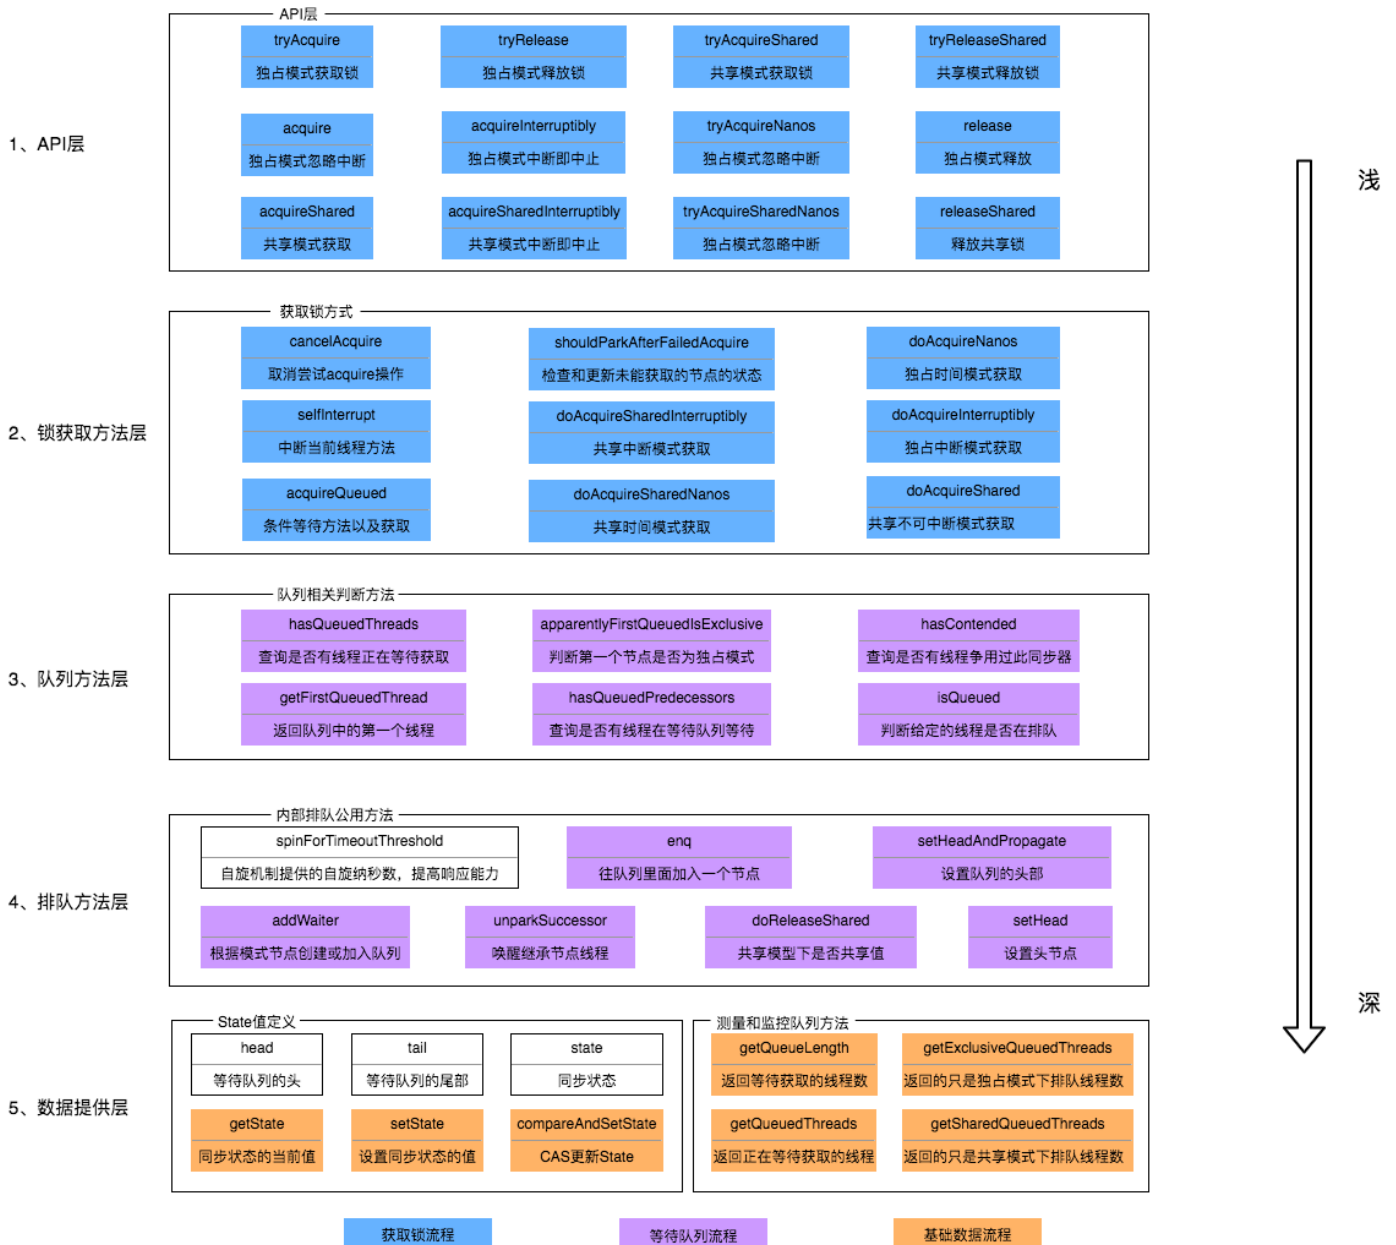 API层
tryAcquire
独占模式获取锁
tryRelease
独占模式释放锁
tryAcquireShared
共享模式获取锁
tryReleaseShared
共享模式释放锁
1、API层
acquire
独占模式忽略中断
acquireInterruptibly
独占模式中断即中止
tryAcquireNanos
独占模式忽略中断
release
独占模式释放
acquireShared
共享模式获取
acquireSharedInterruptibly
共享模式中断即中止
tryAcquireSharedNanos
独占模式忽略中断
releaseShared
释放共享锁
浅
获取锁方式
cancelAcquire
取消尝试acquire操作
shouldParkAfterFailedAcquire
检查和更新未能获取的节点的状态
doAcquireNanos
独占时间模式获取
2、锁获取方法层
selfInterrupt
中断当前线程方法
doAcquireSharedInterruptibly
共享中断模式获取
doAcquireInterruptibly
独占中断模式获取
acquireQueued
条件等待方法以及获取
doAcquireSharedNanos
共享时间模式获取
doAcquireShared
共享不可中断模式获取
队列相关判断方法
hasQueuedThreads
查询是否有线程正在等待获取
apparentlyFirstQueuedIsExclusive
判断第一个节点是否为独占模式
hasContended
查询是否有线程争用过此同步器
3、队列方法层
getFirstQueuedThread
返回队列中的第一个线程
hasQueuedPredecessors
查询是否有线程在等待队列等待
isQueued
判断给定的线程是否在排队
内部排队公用方法
spinForTimeoutThreshold
自旋机制提供的自旋纳秒数，提高响应能力
enq
往队列里面加入一个节点
setHeadAndPropagate
设置队列的头部
4、排队方法层
addWaiter
根据模式节点创建或加入队列
unparkSuccessor
唤醒继承节点线程
doReleaseShared
共享模型下是否共享值
setHead
设置头节点
深
State值定义
head
等待队列的头
tail
等待队列的尾部
state
同步状态
测量和监控队列方法
getQueueLength
返回等待获取的线程数
getExclusiveQueuedThreads
返回的只是独占模式下排队线程数
5、数据提供层
getState
同步状态的当前值
setState
设置同步状态的值
compareAndSetState
CAS更新State
getQueuedThreads
返回正在等待获取的线程
getSharedQueuedThreads
返回的只是共享模式下排队线程数
获取锁流程
等待队列流程
基础数据流程